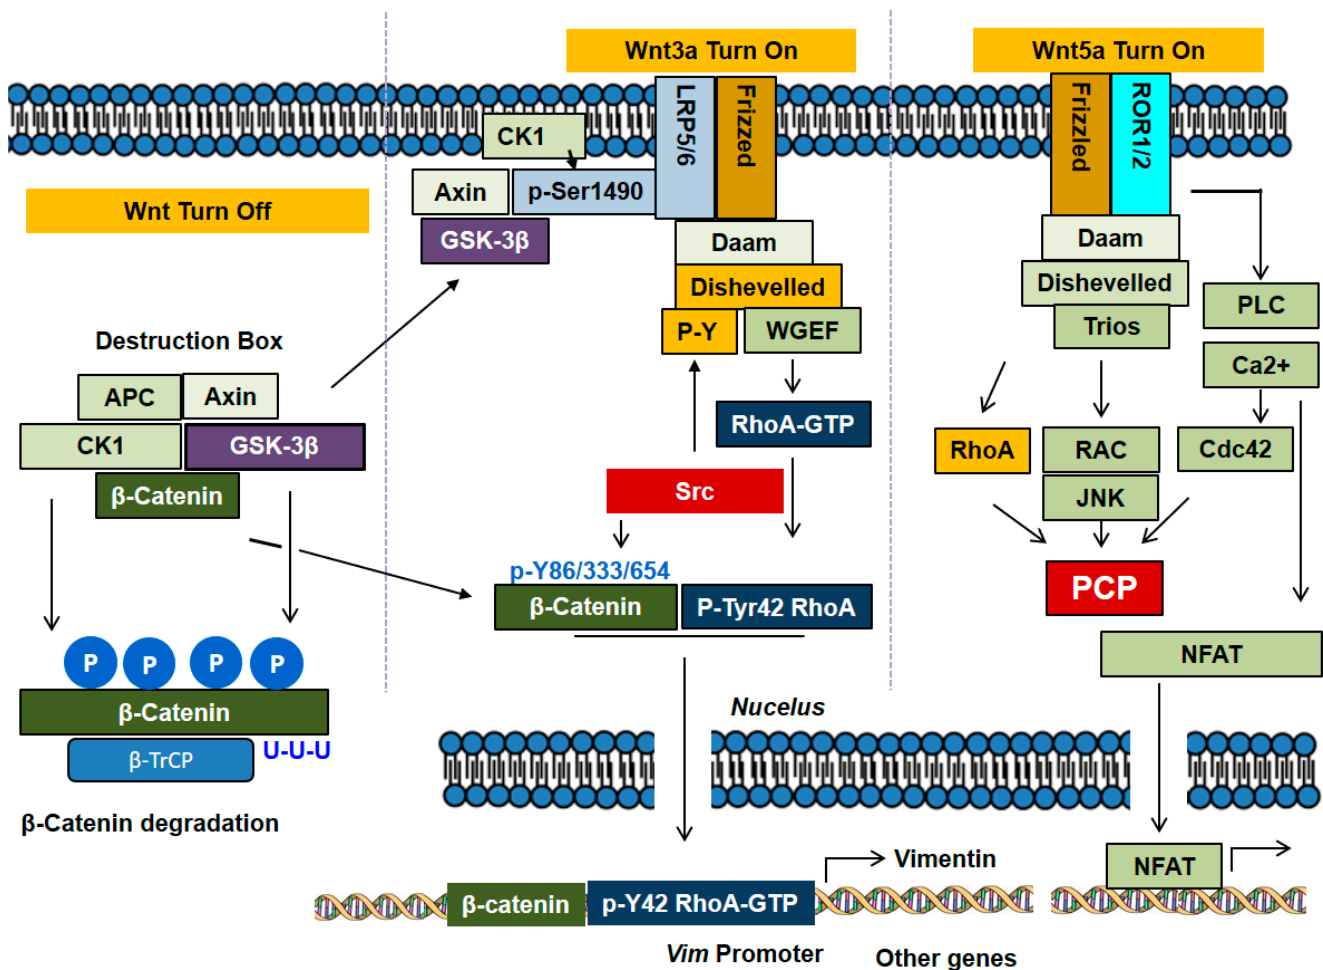 Wnt3a Turn On
Wnt5a Turn On
LRP5/6
Frizzed
Frizzled
ROR1/2
CK1
Axin
p-Ser1490
GSK-3β
Wnt Turn Off
Daam
Dishevelled
P-Y
WGEF
Daam
Dishevelled
Trios
PLC
Ca2+
Destruction Box
APC
Axin
CK1
GSK-3β
β-Catenin
RhoA-GTP
Src
RhoA
RAC
JNK
Cdc42
p-Y86/333/654
β-Catenin
P-Tyr42 RhoA
PCP
NFAT
P P P P
β-Catenin
β-TrCP
U-U-U
β-Catenin degradation
Nucelus
Vimentin
NFAT
β-catenin
p-Y42 RhoA-GTP
Vim Promoter
Other genes